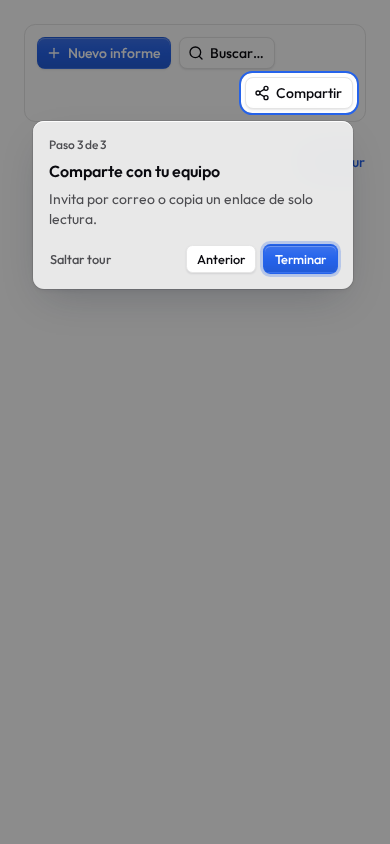 Nuevo informe
Buscar...
Compartir
Paso 3 de 3
Comparte con tu equipo
Invita por correo o copia un enlace de solo
lectura.
Saltar tour
Anterior
Terminar